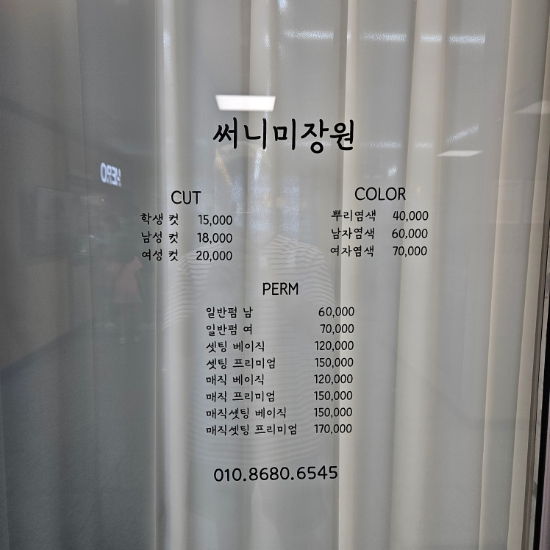 써니미장원
CUT
학생 컷 15,000
남성 컷 18,000
여성 컷 20,000
COLOR
뿌리염색 40,000
남자염색 60,000
여자염색 70,000
PERM
일반펌 남 60,000
일반펌 여 70,000
셋팅 베이직 120,000
셋팅 프리미엄 150,000
매직 베이직 120,000
매직 프리미엄 150,000
매직셋팅 베이직 150,000
매직셋팅 프리미엄 170,000
010.8680.6545